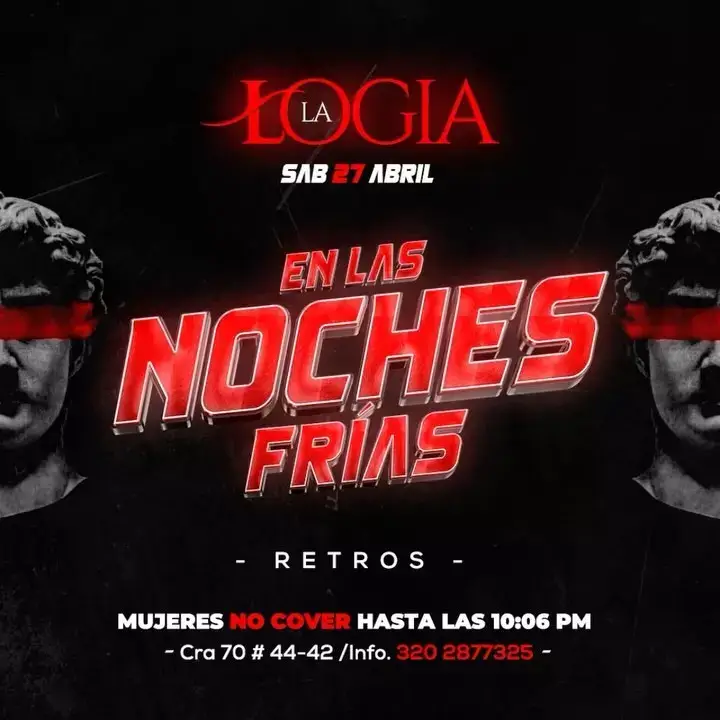 LA LOGIA
SAB 27 ABRIL
EN LAS
NOCHES
FRÍAS
- RETROS -
MUJERES NO COVER HASTA LAS 10:06 PM
~ Cra 70 # 44-42 /Info. 320 2877325 ~